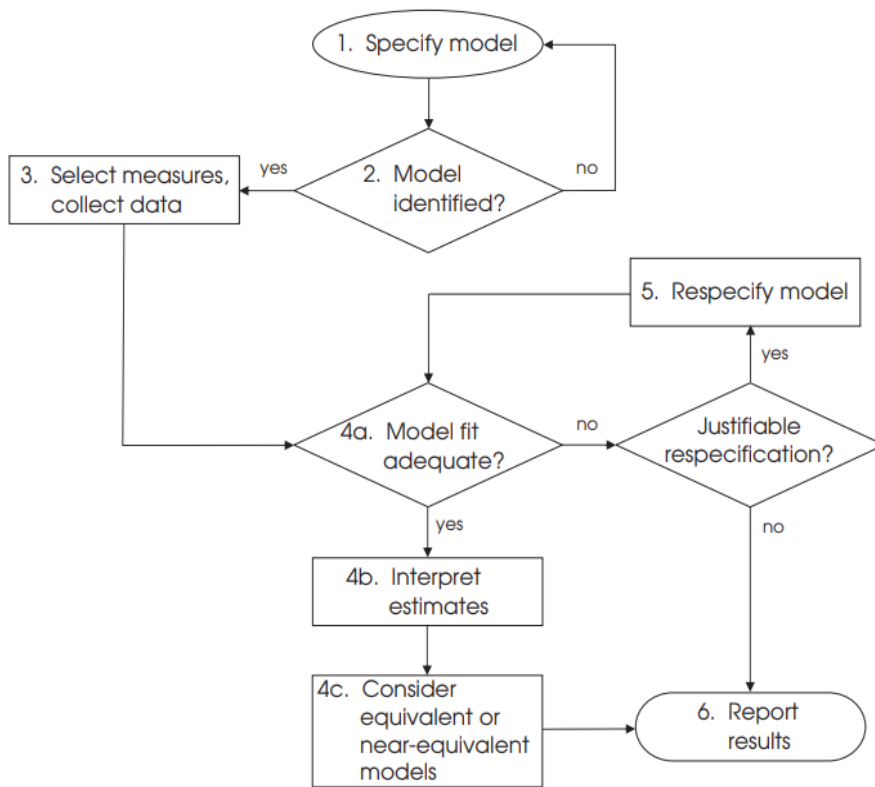 1. Specify model
yes
no
3. Select measures,
collect data
2. Model
identified?
5. Respecify model
yes
4a. Model fit
adequate?
no
Justifiable
respecification?
yes
no
4b. Interpret
estimates
4c. Consider
equivalent or
near-equivalent
models
6. Report
results